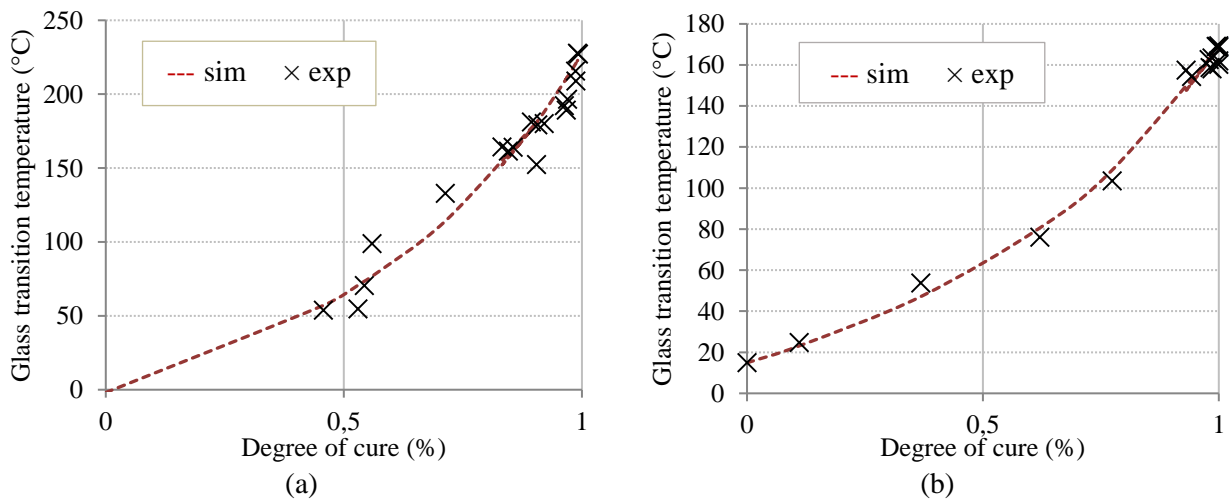 Glass transition temperature (°C)
250
200
150
100
50
0
sim
exp
0
0,5
1
Degree of cure (%)
(a)
Glass transition temperature (°C)
180
160
140
120
100
80
60
40
20
0
sim
exp
0
0,5
1
Degree of cure (%)
(b)